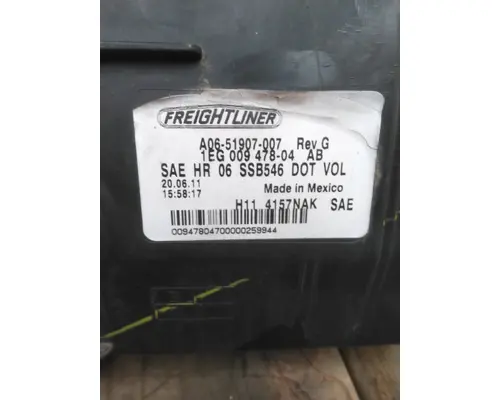 FREIGHTLINER
A06-51907-007 Rev G
1EG 009 478-04 AB
SAE HR 06 SSB546 DOT VOL
20.06.11
15:58:17 Made in Mexico
H11 4157NAK SAE
00947804700000259944